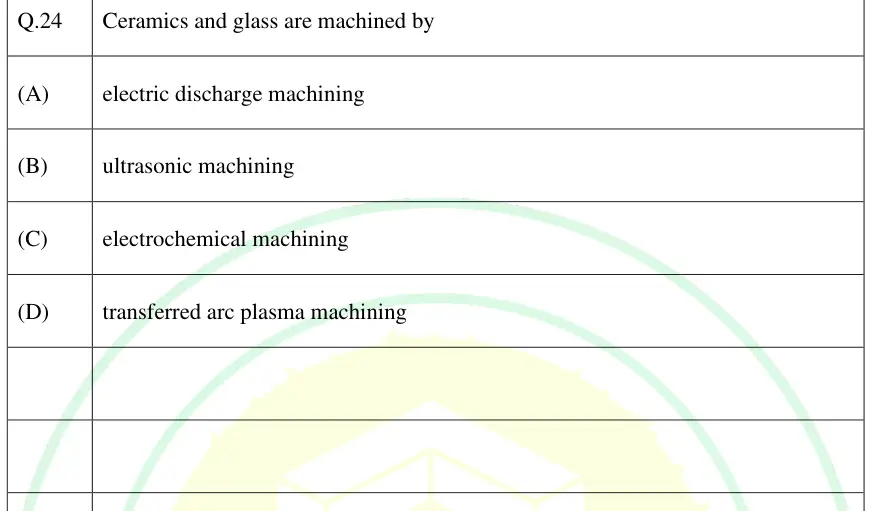 Q.24 Ceramics and glass are machined by
(A) electric discharge machining
(B) ultrasonic machining
(C) electrochemical machining
(D) transferred arc plasma machining